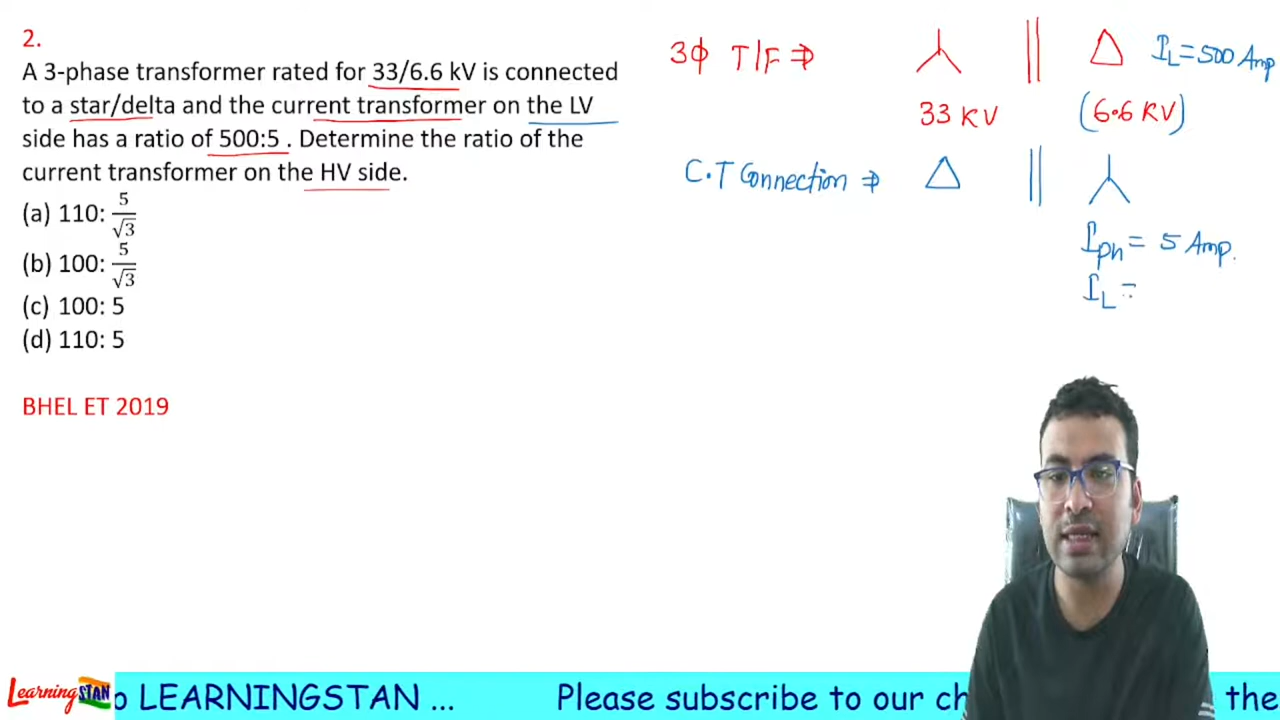 2.
A 3-phase transformer rated for 33/6.6 kV is connected
to a star/delta and the current transformer on the LV
side has a ratio of 500:5 . Determine the ratio of the
current transformer on the HV side.
(a) 110: 5/√3
(b) 100: 5/√3
(c) 100: 5
(d) 110: 5
BHEL ET 2019
3ϕ T/F ⇒ I_L = 500 Amp
33 KV (6.6 KV)
C.T Connection ⇒
I_ph = 5 Amp.
I_L =
LearningSTAN
o LEARNINGSTAN ... Please subscribe to our ch the